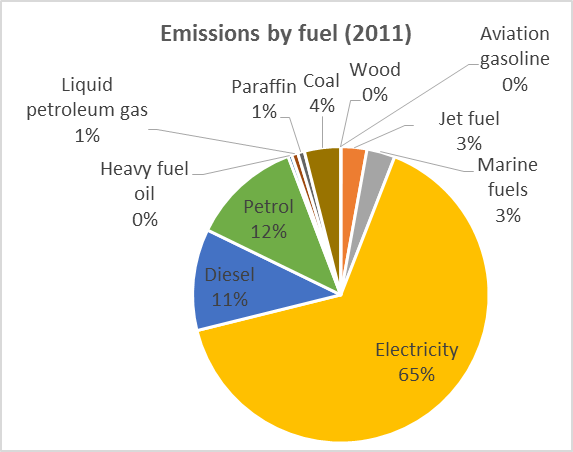 Emissions by fuel (2011)
Aviation
gasoline
0%
Wood
0%
Coal
4%
Paraffin
1%
Liquid
petroleum gas
1%
Jet fuel
3%
Marine
fuels
3%
Heavy fuel
oil
0%
Petrol
12%
Diesel
11%
Electricity
65%